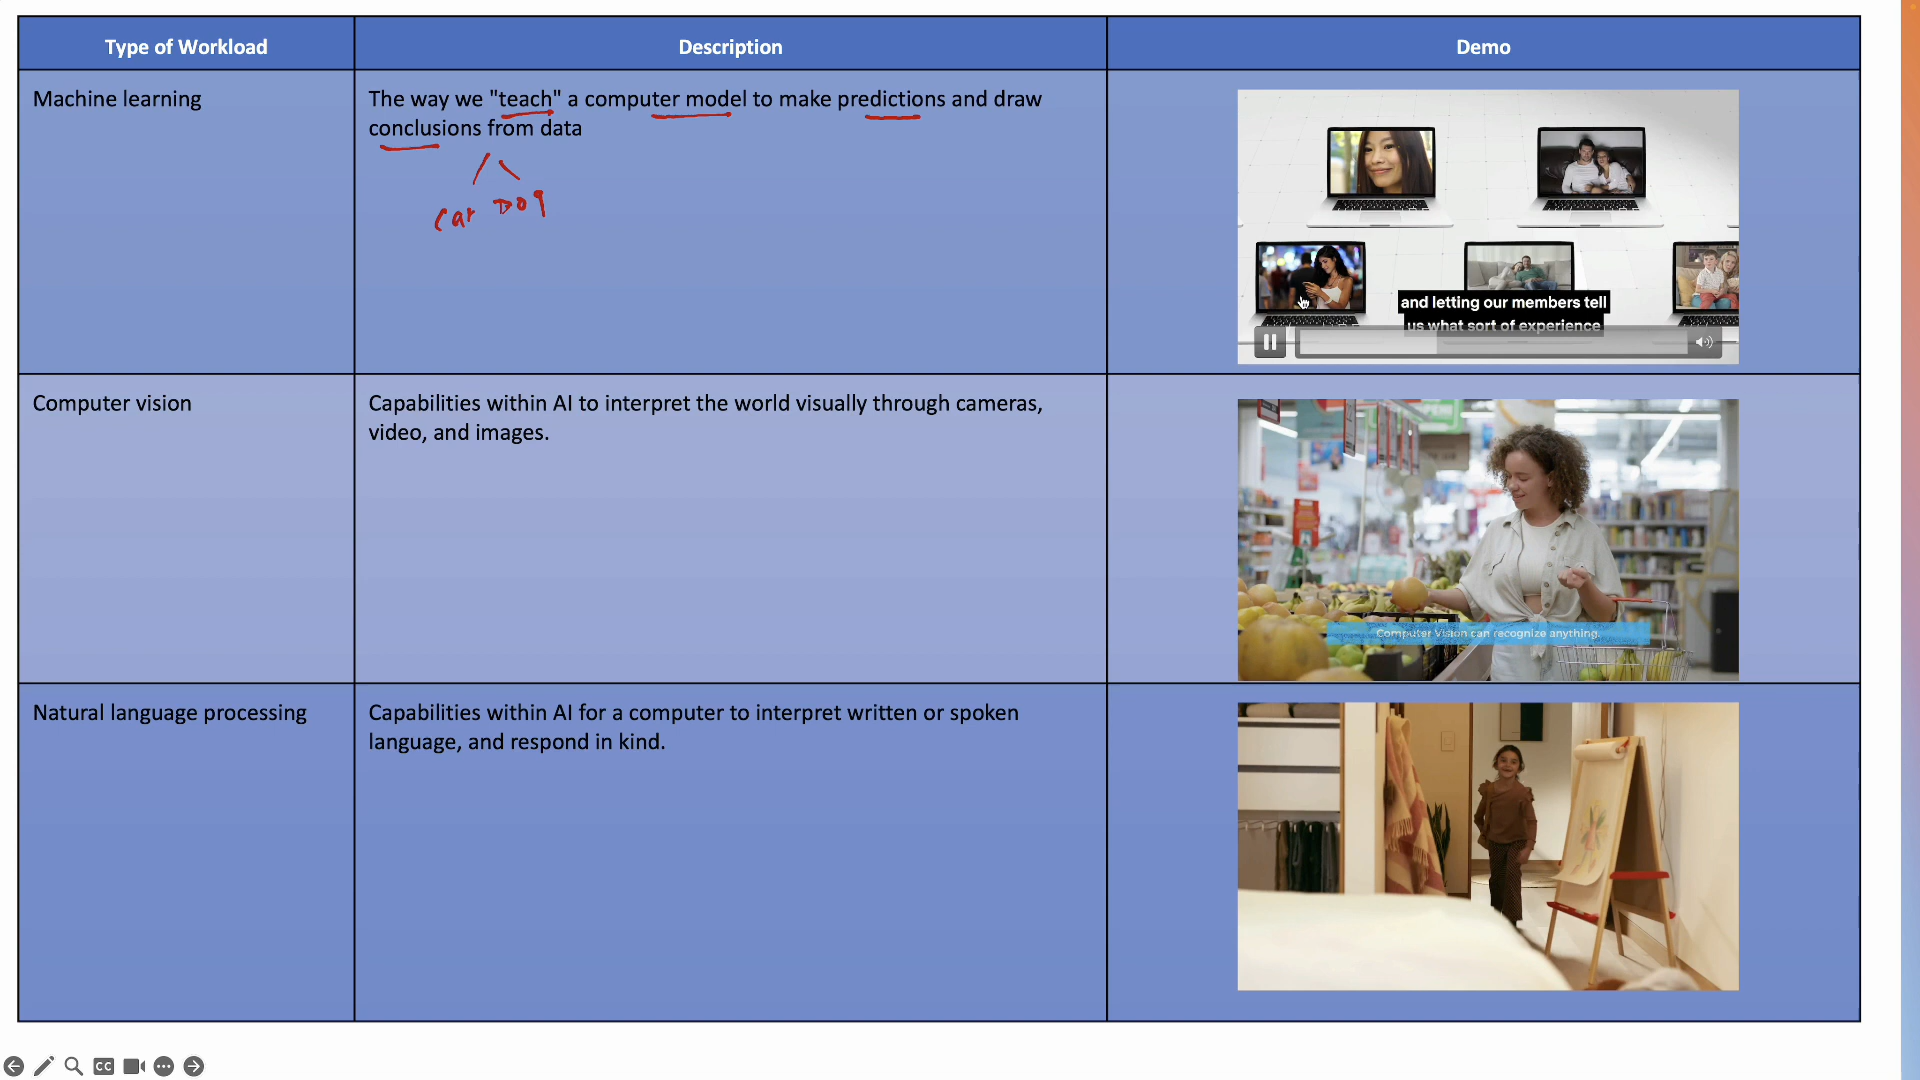 Type of Workload
Description
Demo
Machine learning
The way we "teach" a computer model to make predictions and draw
conclusions from data
Cat Dog
and letting our members tell
us what sort of experience
Computer vision
Capabilities within AI to interpret the world visually through cameras,
video, and images.
Computer Vision can recognize anything.
Natural language processing
Capabilities within AI for a computer to interpret written or spoken
language, and respond in kind.
CC